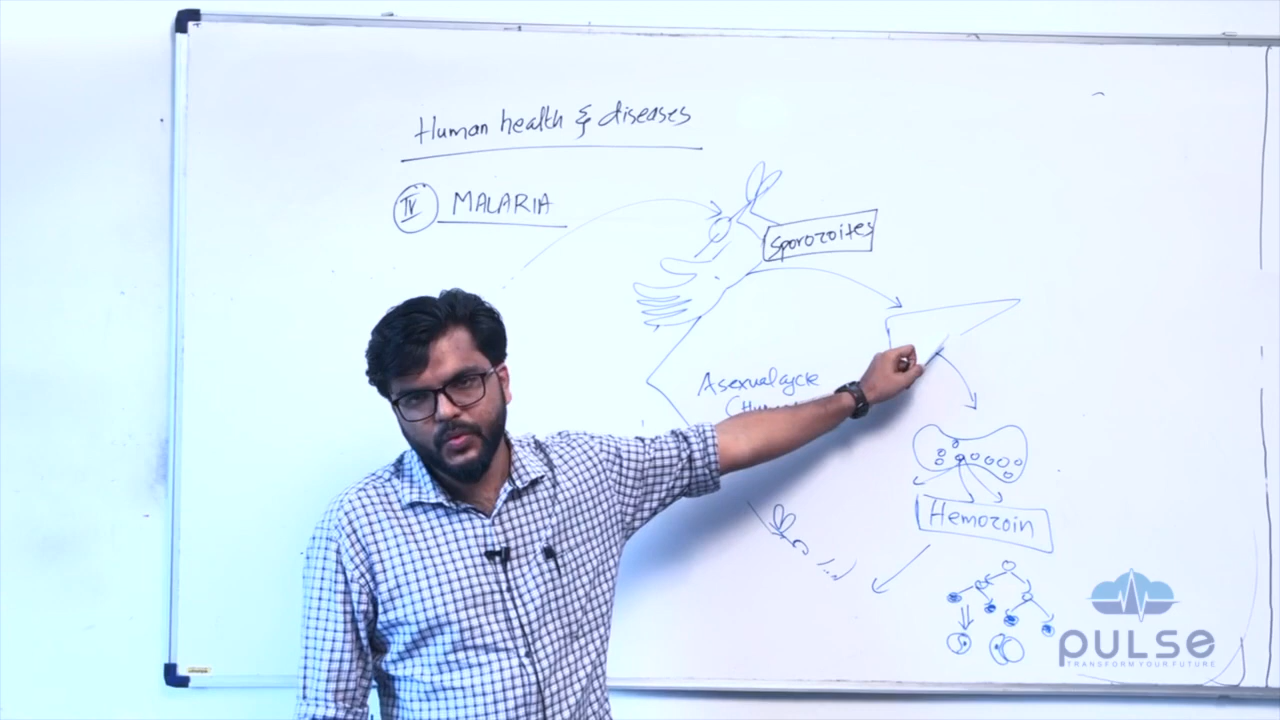 Human health & diseases
IV MALARIA
Sporozoites
Asexual cycle
Hemozoin
pulse
TRANSFORM YOUR FUTURE